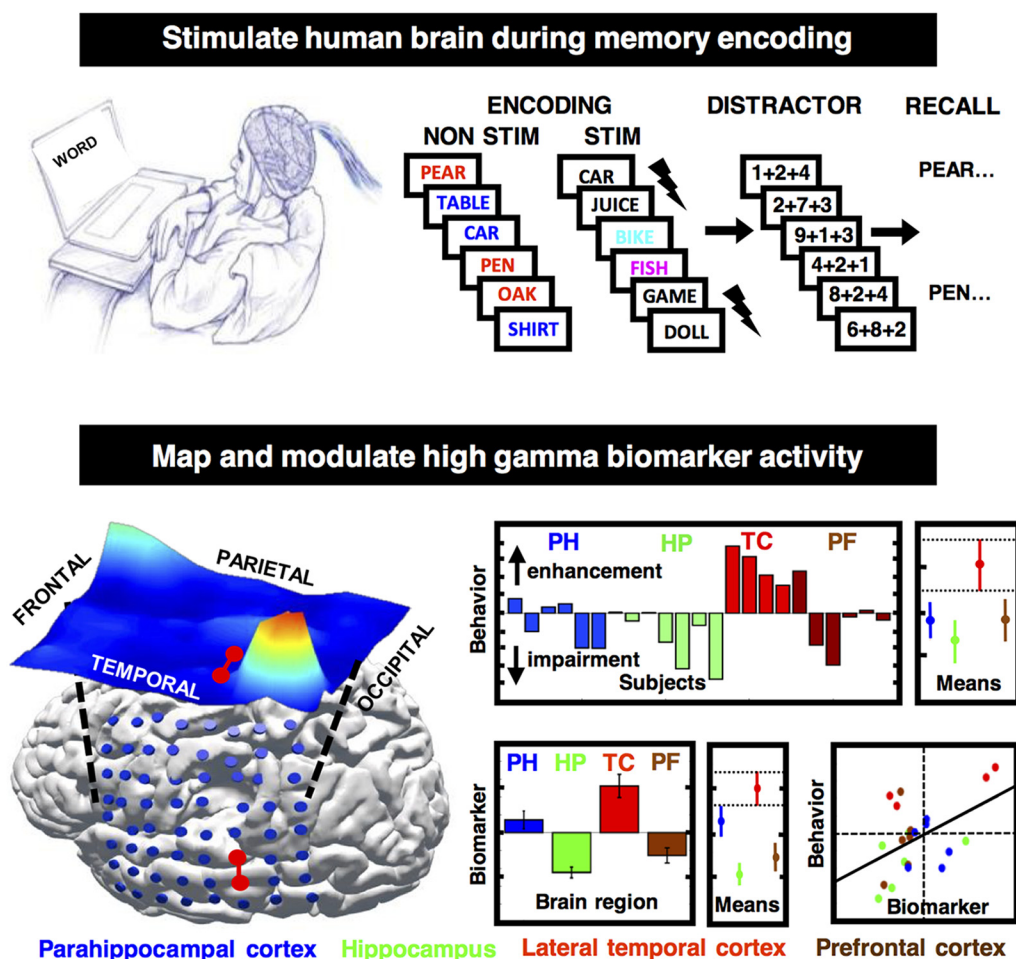 Stimulate human brain during memory encoding
WORD
ENCODING
DISTRACTOR
RECALL
NON STIM
STIM
PEAR
TABLE
CAR
PEN
OAK
SHIRT
CAR
JUICE
BIKE
FISH
GAME
DOLL
1+2+4
2+7+3
9+1+3
4+2+1
8+2+4
6+8+2
PEAR...
PEN...
Map and modulate high gamma biomarker activity
FRONTAL
PARIETAL
TEMPORAL
OCCIPITAL
Behavior
PH
HP
TC
PF
enhancement
impairment
Subjects
Means
Biomarker
PH
HP
TC
PF
Brain region
Means
Behavior
Biomarker
Parahippocampal cortex Hippocampus Lateral temporal cortex Prefrontal cortex